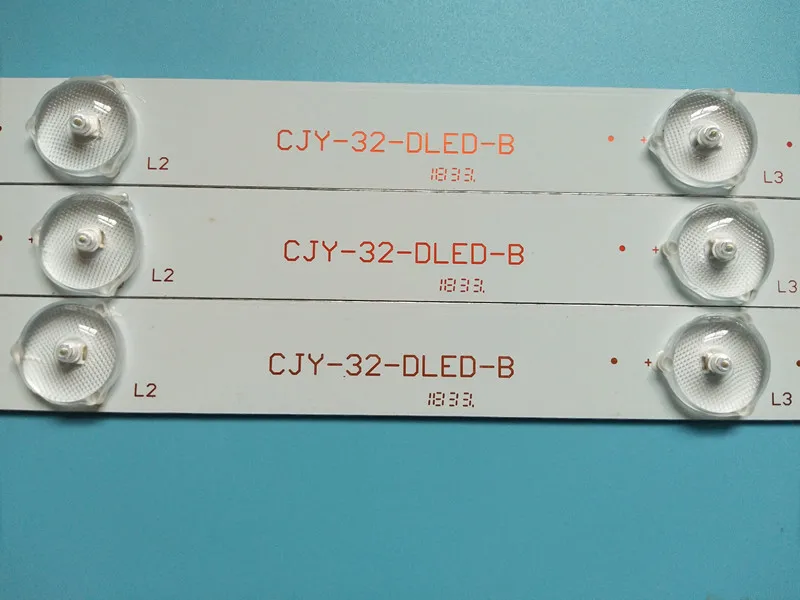 CJY-32-DLED-B
L2
1833.
+
L3
CJY-32-DLED-B
+
L2
1833.
+
L3
CJY-32-DLED-B
L2
1833.
+
L3